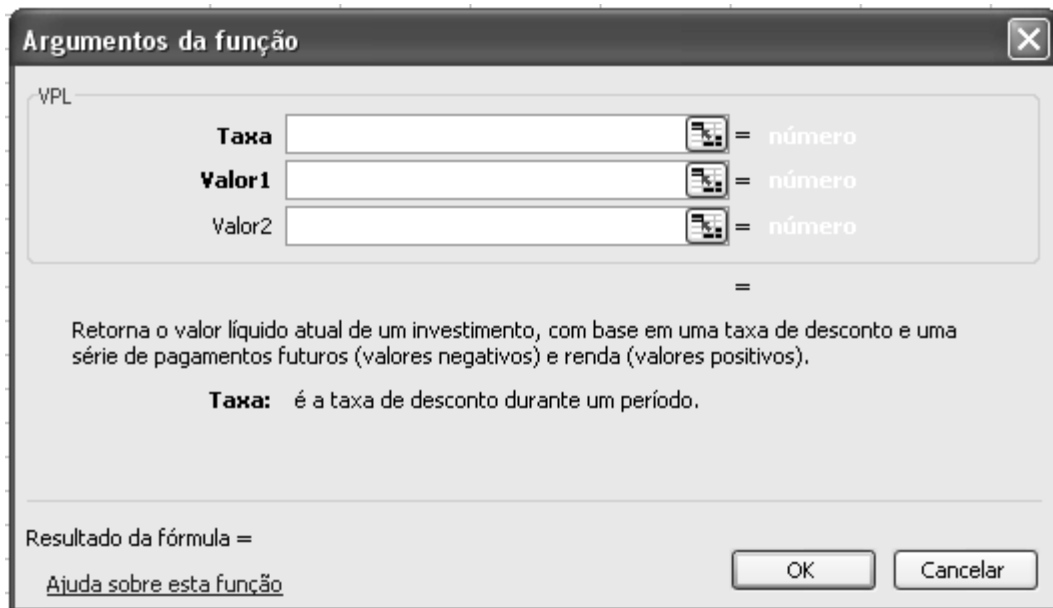 Argumentos da função
VPL
Taxa = número
Valor1 = número
Valor2 = número
=
Retorna o valor líquido atual de um investimento, com base em uma taxa de desconto e uma
série de pagamentos futuros (valores negativos) e renda (valores positivos).
Taxa: é a taxa de desconto durante um período.
Resultado da fórmula =
Ajuda sobre esta função
OK Cancelar